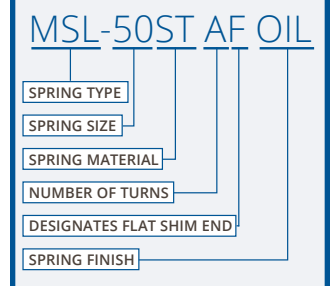 MSL-50ST AF OIL
SPRING TYPE
SPRING SIZE
SPRING MATERIAL
NUMBER OF TURNS
DESIGNATES FLAT SHIM END
SPRING FINISH